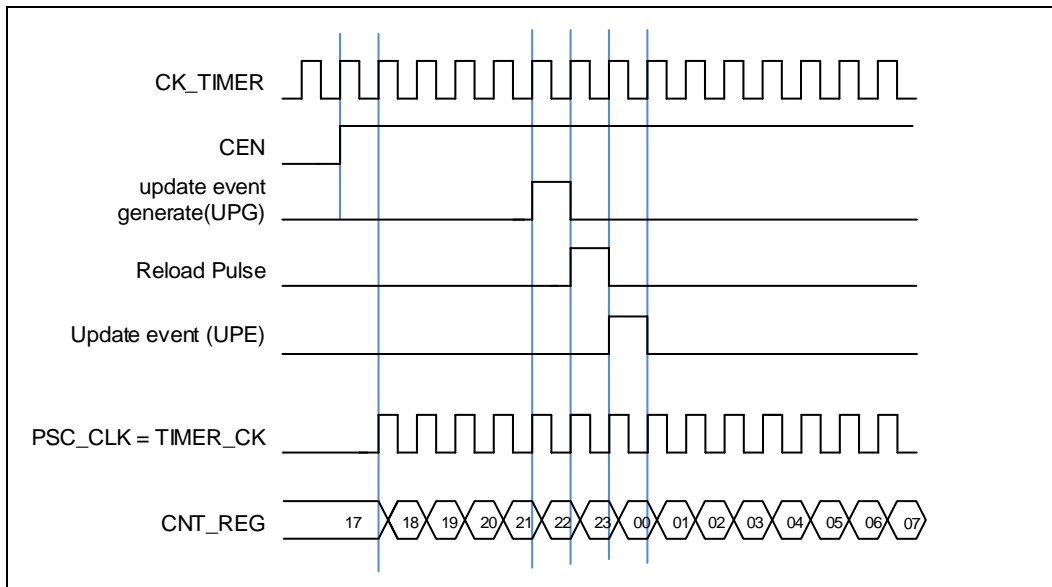 CK_TIMER
CEN
update event
generate(UPG)
Reload Pulse
Update event (UPE)
PSC_CLK = TIMER_CK
CNT_REG
17 18 19 20 21 22 23 00 01 02 03 04 05 06 07